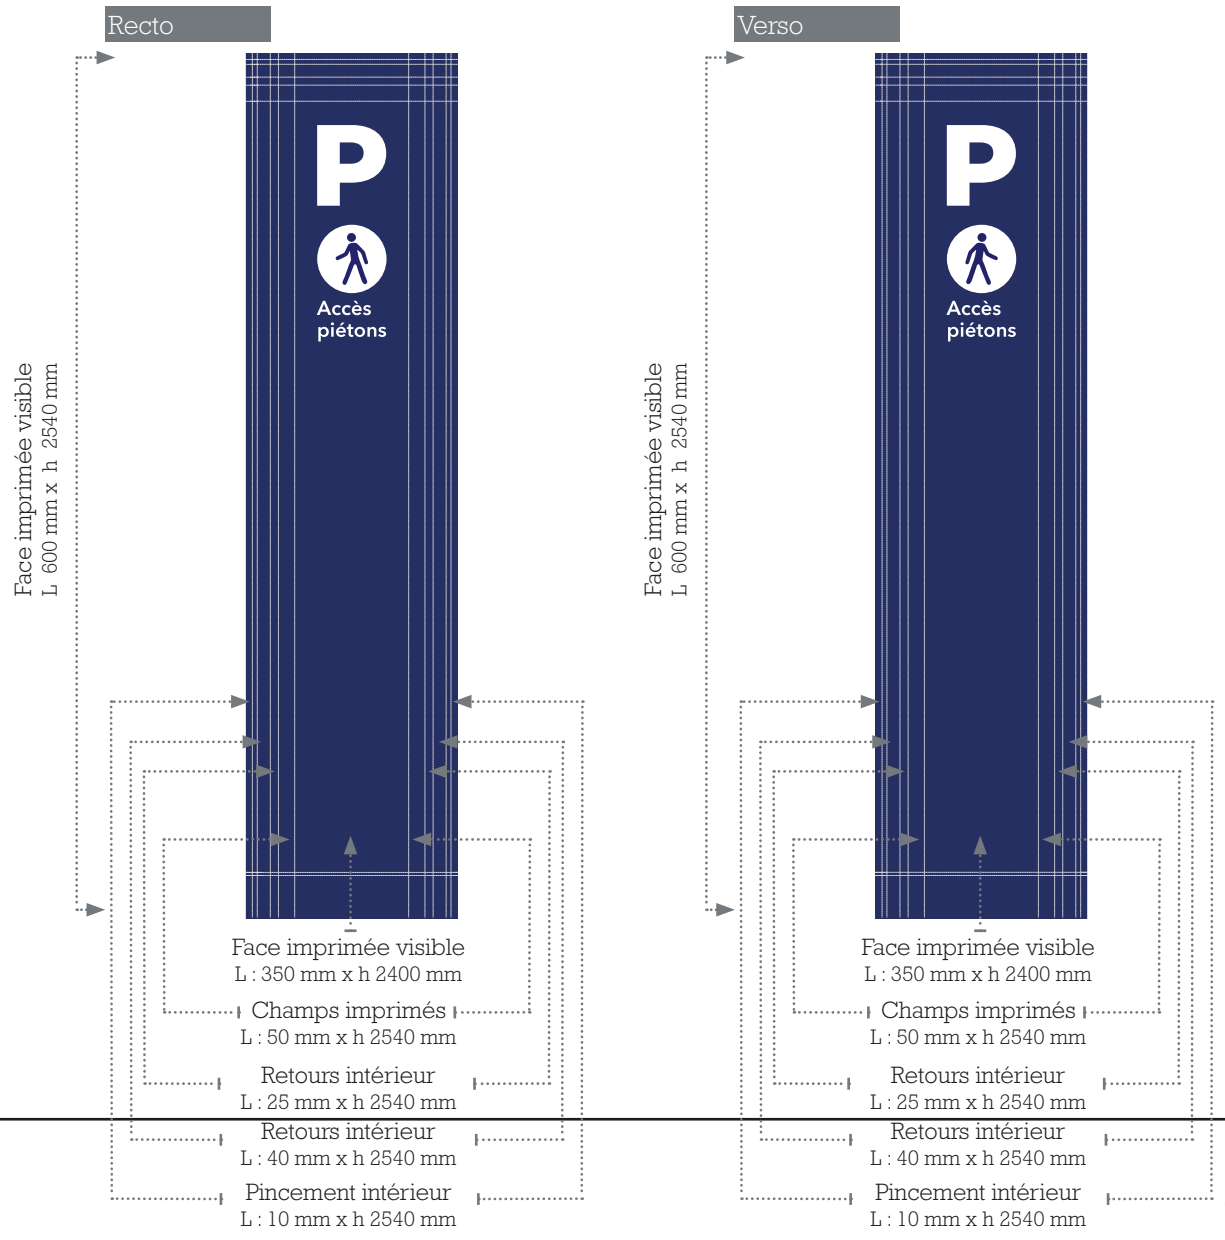 Recto
Face imprimée visible
L 600 mm x h 2540 mm
P
Accès
piétons
Face imprimée visible
L : 350 mm x h 2400 mm
Champs imprimés
L : 50 mm x h 2540 mm
Retours intérieur
L : 25 mm x h 2540 mm
Retours intérieur
L : 40 mm x h 2540 mm
Pincement intérieur
L : 10 mm x h 2540 mm
Verso
Face imprimée visible
L 600 mm x h 2540 mm
P
Accès
piétons
Face imprimée visible
L : 350 mm x h 2400 mm
Champs imprimés
L : 50 mm x h 2540 mm
Retours intérieur
L : 25 mm x h 2540 mm
Retours intérieur
L : 40 mm x h 2540 mm
Pincement intérieur
L : 10 mm x h 2540 mm